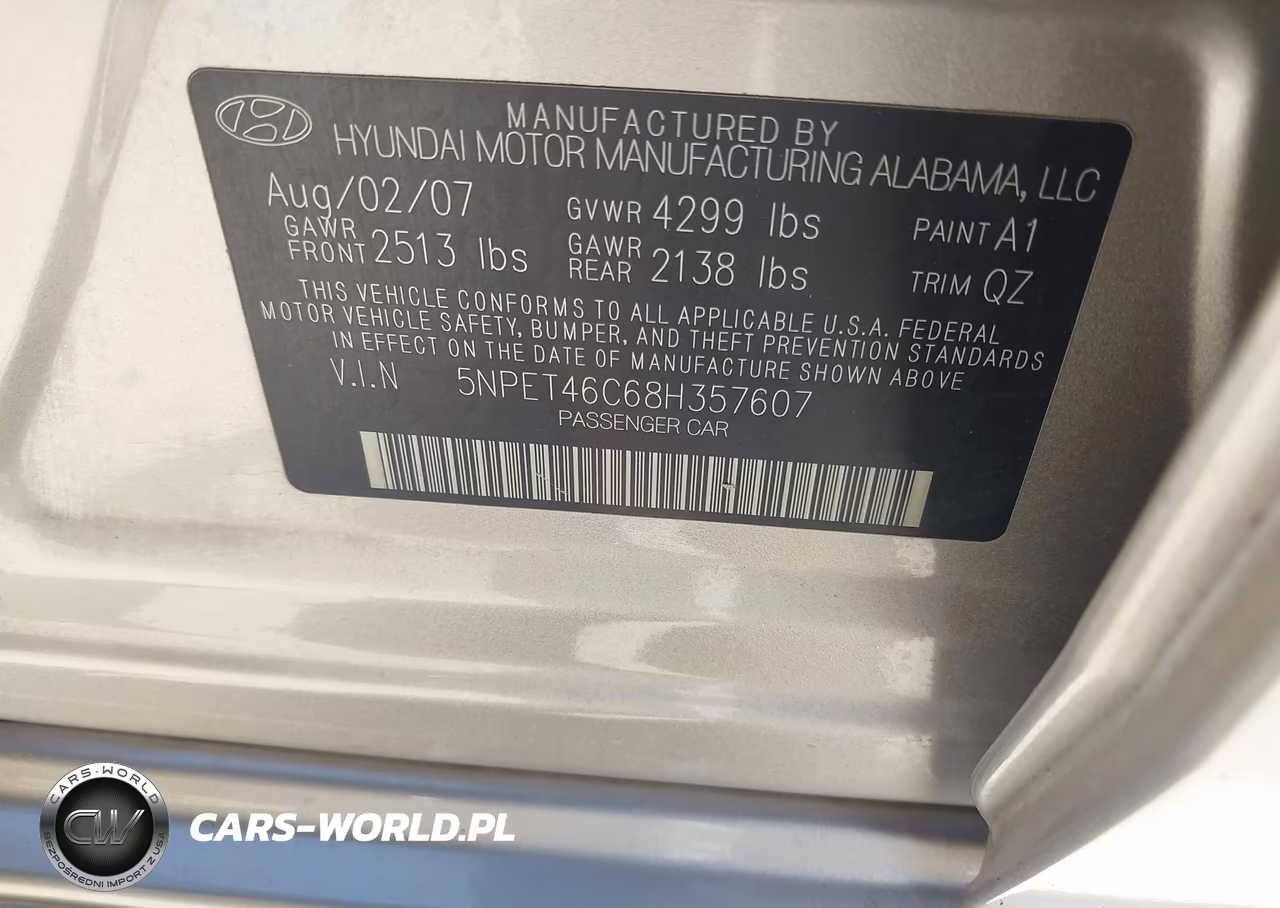 MANUFACTURED BY
HYUNDAI MOTOR MANUFACTURING ALABAMA, LLC
Aug/02/07 GVWR 4299 lbs PAINT A1
GAWR FRONT 2513 lbs GAWR REAR 2138 lbs TRIM QZ
THIS VEHICLE CONFORMS TO ALL APPLICABLE U.S.A. FEDERAL
MOTOR VEHICLE SAFETY, BUMPER, AND THEFT PREVENTION STANDARDS
IN EFFECT ON THE DATE OF MANUFACTURE SHOWN ABOVE
V.I.N 5NPET46C68H357607
PASSENGER CAR
CARS-WORLD
CW
BEZPOŚREDNI IMPORT Z USA
CARS-WORLD.PL